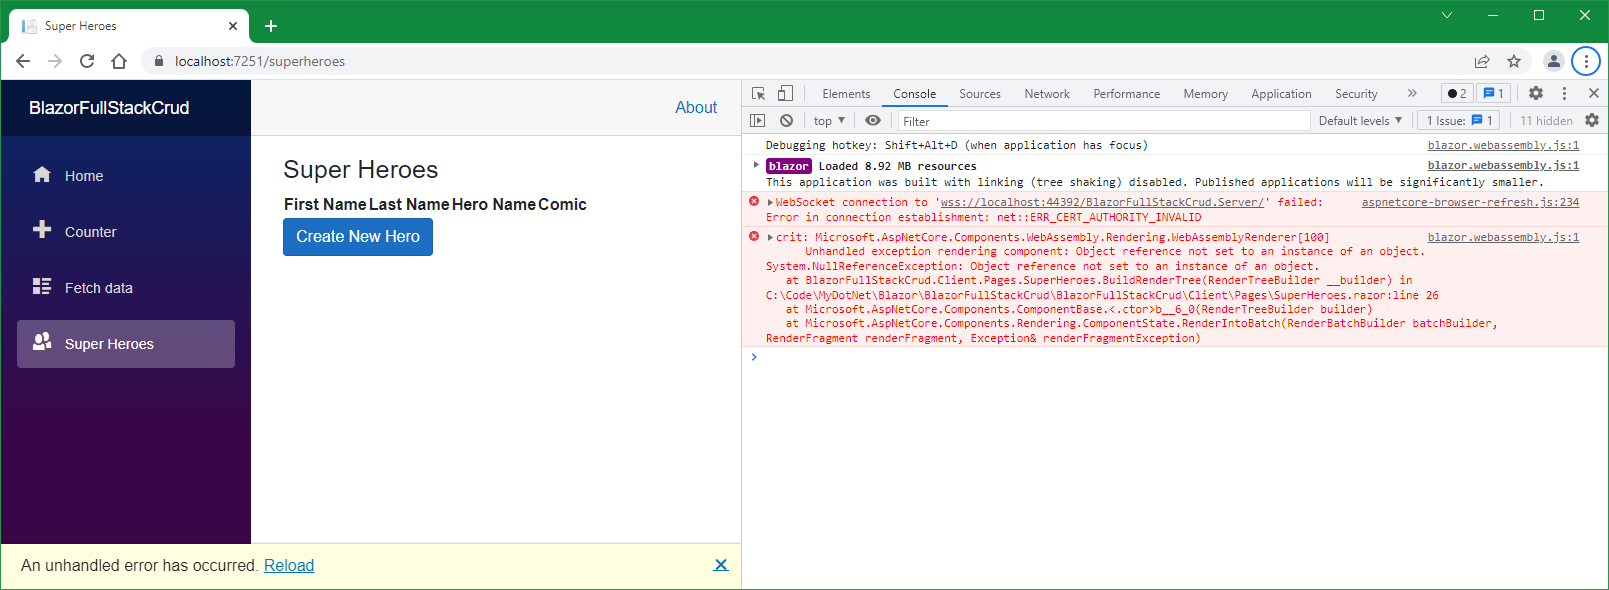 Super Heroes
localhost:7251/superheroes
BlazorFullStackCrud
About
Home
Counter
Fetch data
Super Heroes
Super Heroes
First Name Last Name Hero Name Comic
Create New Hero
An unhandled error has occurred. Reload
Elements Console Sources Network Performance Memory Application Security » 2 1
top ▼ Filter Default levels ▼ 1 Issue: 1 11 hidden
Debugging hotkey: Shift+Alt+D (when application has focus) blazor.webassembly.js:1
blazor Loaded 8.92 MB resources blazor.webassembly.js:1
This application was built with linking (tree shaking) disabled. Published applications will be significantly smaller.
WebSocket connection to 'wss://localhost:44392/BlazorFullStackCrud.Server/' failed: aspnetcore-browser-refresh.js:234
Error in connection establishment: net::ERR_CERT_AUTHORITY_INVALID
crit: Microsoft.AspNetCore.Components.WebAssembly.Rendering.WebAssemblyRenderer[100] blazor.webassembly.js:1
Unhandled exception rendering component: Object reference not set to an instance of an object.
System.NullReferenceException: Object reference not set to an instance of an object.
at BlazorFullStackCrud.Client.Pages.SuperHeroes.BuildRenderTree(RenderTreeBuilder __builder) in
C:\Code\MyDotNet\Blazor\BlazorFullStackCrud\BlazorFullStackCrud\Client\Pages\SuperHeroes.razor:line 26
at Microsoft.AspNetCore.Components.ComponentBase.<.ctor>b__6_0(RenderTreeBuilder builder)
at Microsoft.AspNetCore.Components.Rendering.ComponentState.RenderIntoBatch(RenderBatchBuilder batchBuilder,
RenderFragment renderFragment, Exception& renderFragmentException)